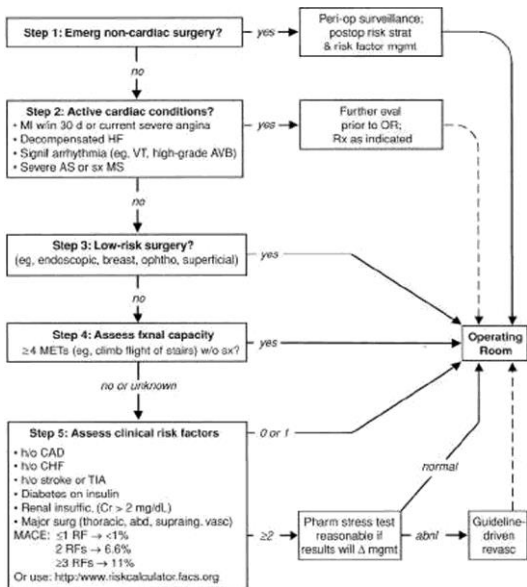 Step 1: Emerg non-cardiac surgery?
yes
Peri-op surveillance;
postop risk strat
& risk factor mgmt
no
Step 2: Active cardiac conditions?
• MI w/in 30 d or current severe angina
• Decompensated HF
• Signif arrhythmia (eg, VT, high-grade AVB)
• Severe AS or sx MS
yes
Further eval
prior to OR;
Rx as indicated
no
Step 3: Low-risk surgery?
(eg, endoscopic, breast, ophtho, superficial)
yes
no
Step 4: Assess fxnal capacity
≥4 METs (eg, climb flight of stairs) w/o sx?
yes
Operating
Room
no or unknown
Step 5: Assess clinical risk factors
• h/o CAD
• h/o CHF
• h/o stroke or TIA
• Diabetes on insulin
• Renal insuffic. (Cr > 2 mg/dL)
• Major surg (thoracic, abd, supraing. vasc)
MACE: ≤1 RF → <1%
2 RFs → 6.6%
≥3 RFs → 11%
Or use: http:/www.riskcalculator.facs.org
0 or 1
≥2
Pharm stress test
reasonable if
results will Δ mgmt
normal
abnl
Guideline-
driven
revasc